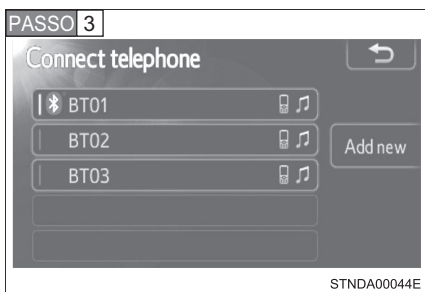 PASSO 3
Connect telephone
BT01
BT02
Add new
BT03
STNDA00044E